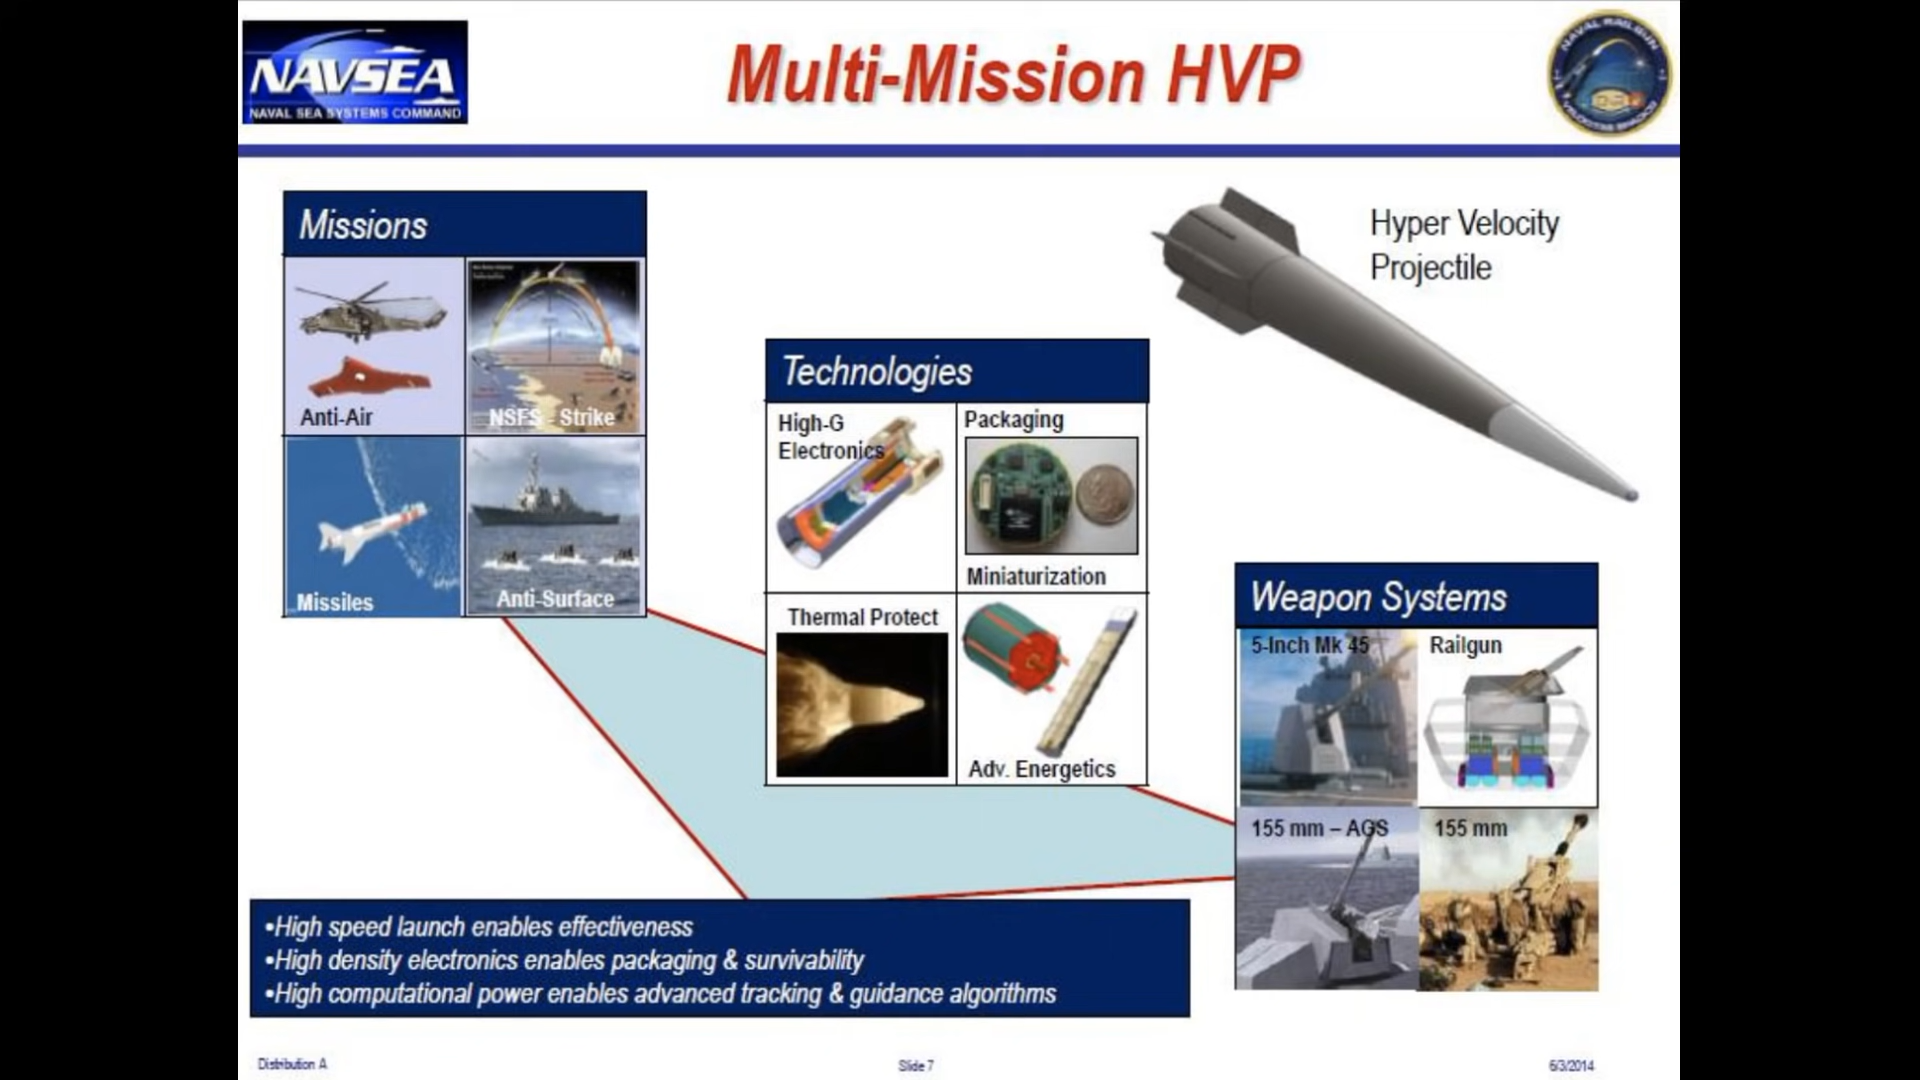 NAVSEA
NAVAL SEA SYSTEMS COMMAND
Multi-Mission HVP
NAVAL RAILGUN
Missions
Anti-Air
NSFS - Strike
Missiles
Anti-Surface
Hyper Velocity
Projectile
Technologies
High-G
Electronics
Packaging
Miniaturization
Thermal Protect
Adv. Energetics
Weapon Systems
5-Inch Mk 45
Railgun
155 mm – AGS
155 mm
•High speed launch enables effectiveness
•High density electronics enables packaging & survivability
•High computational power enables advanced tracking & guidance algorithms
Distribution A
Slide 7
6/3/2014